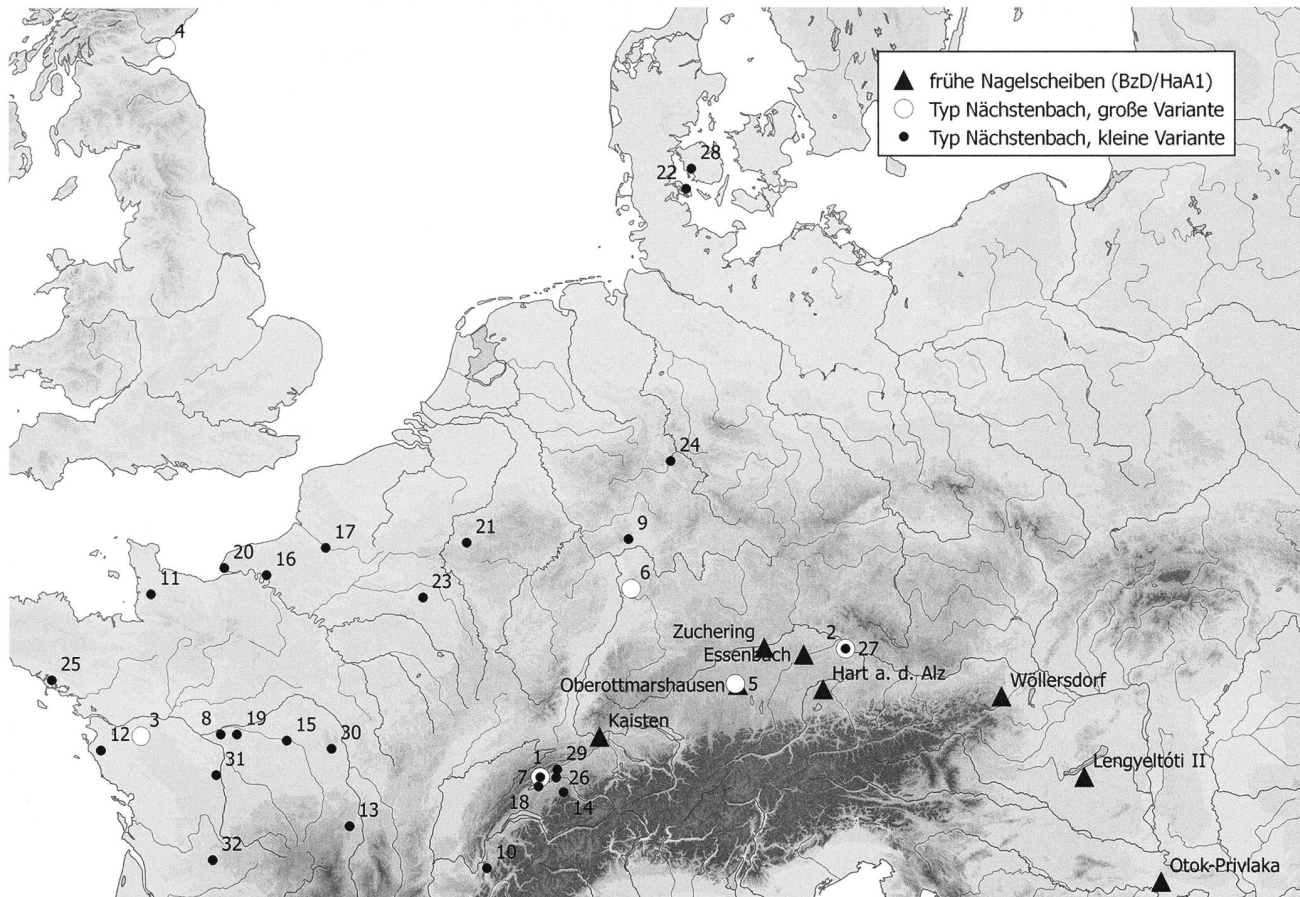 4
frühe Nagelscheiben (BzD/HaA1)
Typ Nächstenbach, große Variante
Typ Nächstenbach, kleine Variante
28
22
24
17
21
9
20
16
11
6
23
Zuchering
2
Essenbach
27
25
Oberottmarshausen
5
Hart a. d. Alz
Wöllersdorf
3
8
19
15
12
30
Kaisten
31
1
29
7
26
Lengyeltóti II
18
14
13
32
10
Otok-Privlaka